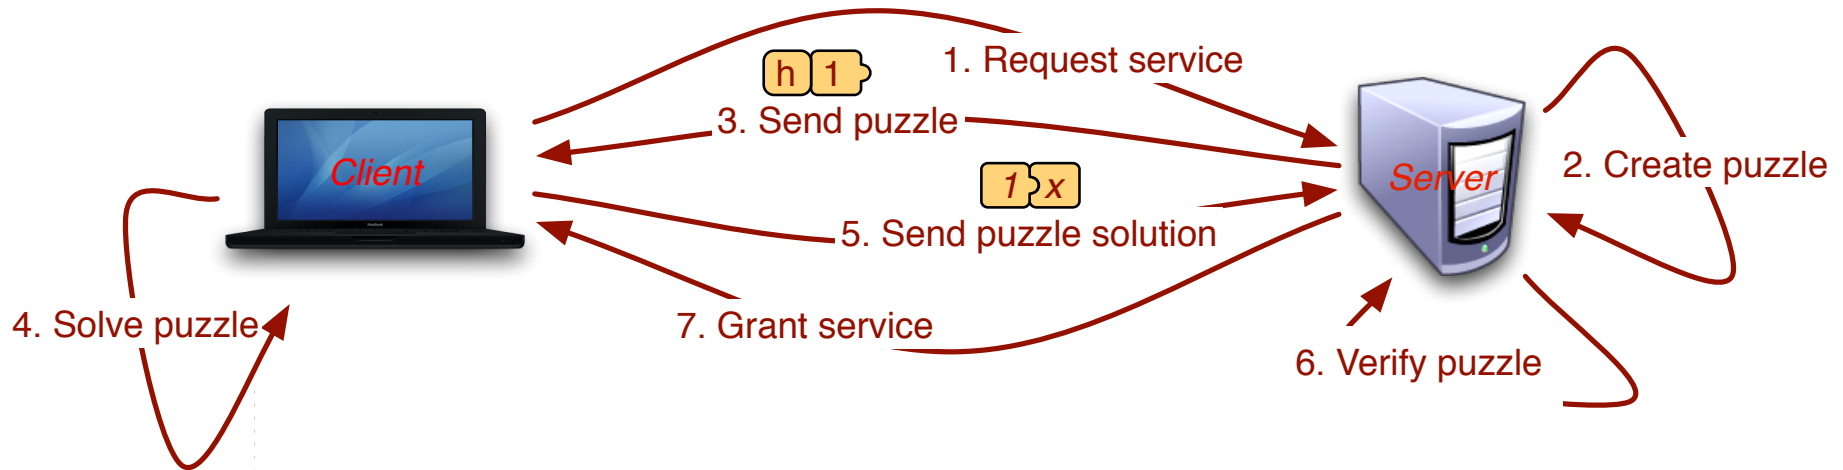 1. Request service
h 1
3. Send puzzle
Client
Server
2. Create puzzle
1 x
5. Send puzzle solution
4. Solve puzzle
7. Grant service
6. Verify puzzle